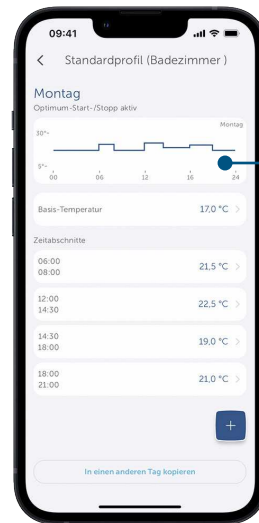 09:41
Standardprofil (Badezimmer )
Montag
Optimum-Start-/Stopp aktiv
Montag
30°-
5°-
00 06 12 16 24
Basis-Temperatur 17,0 °C
Zeitabschnitte
06:00
08:00
21,5 °C
12:00
14:30
22,5 °C
14:30
18:00
19,0 °C
18:00
21:00
21,0 °C
+
In einen anderen Tag kopieren